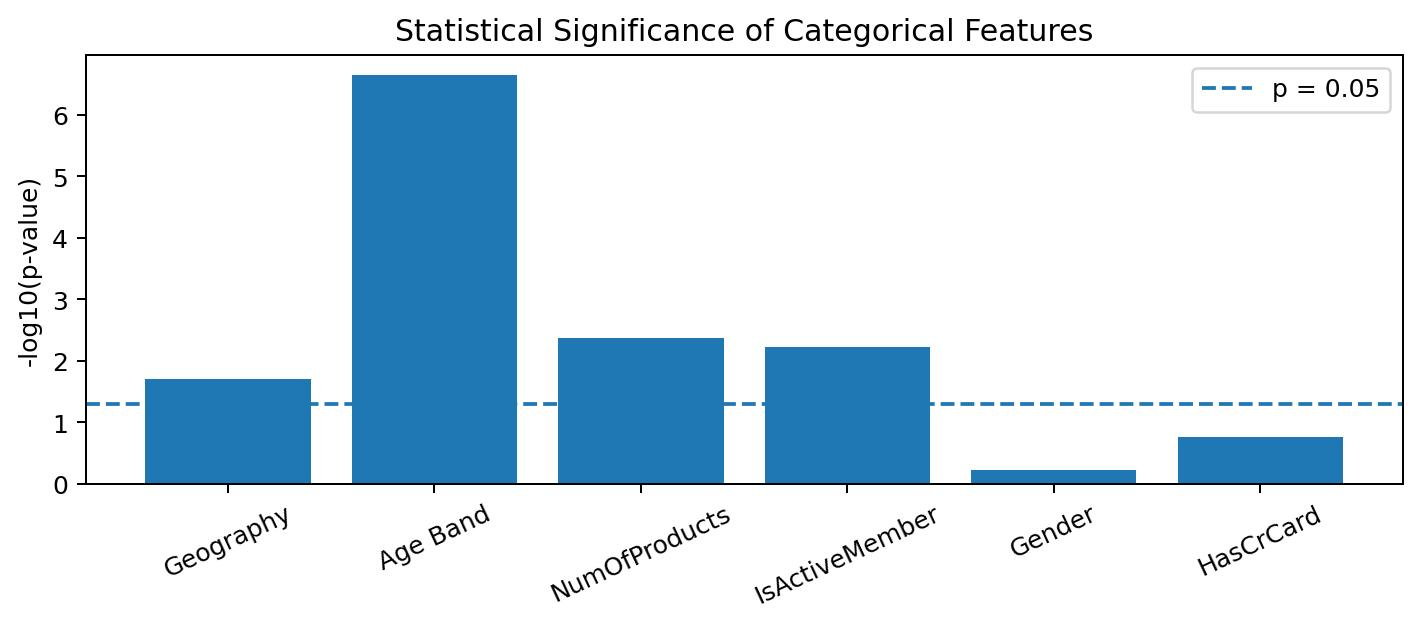 Statistical Significance of Categorical Features
p = 0.05
-log10(p-value)
6
5
4
3
2
1
0
Geography
Age Band
NumOfProducts
IsActiveMember
Gender
HasCrCard